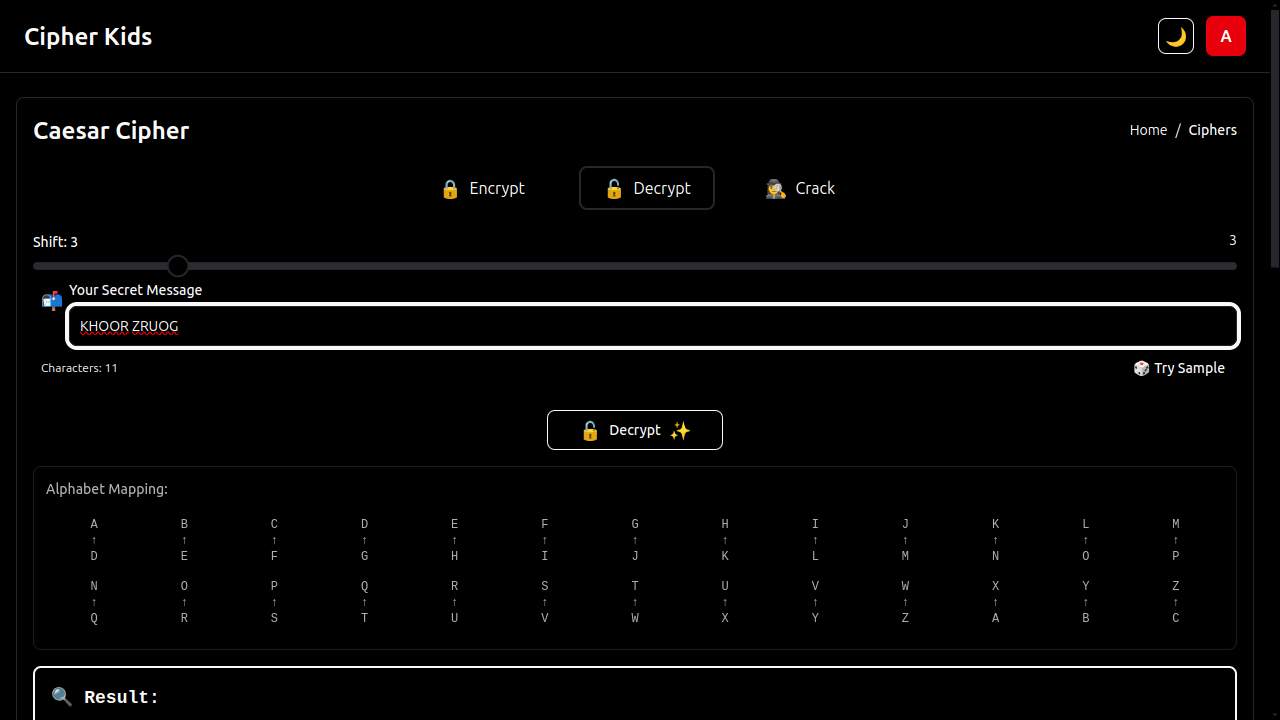 Cipher Kids
A
Caesar Cipher
Home / Ciphers
Encrypt
Decrypt
Crack
Shift: 3
3
Your Secret Message
KHOOR ZRUOG
Characters: 11
Try Sample
Decrypt
Alphabet Mapping:
A B C D E F G H I J K L M
↑ ↑ ↑ ↑ ↑ ↑ ↑ ↑ ↑ ↑ ↑ ↑ ↑
D E F G H I J K L M N O P
N O P Q R S T U V W X Y Z
↑ ↑ ↑ ↑ ↑ ↑ ↑ ↑ ↑ ↑ ↑ ↑ ↑
Q R S T U V W X Y Z A B C
Result: